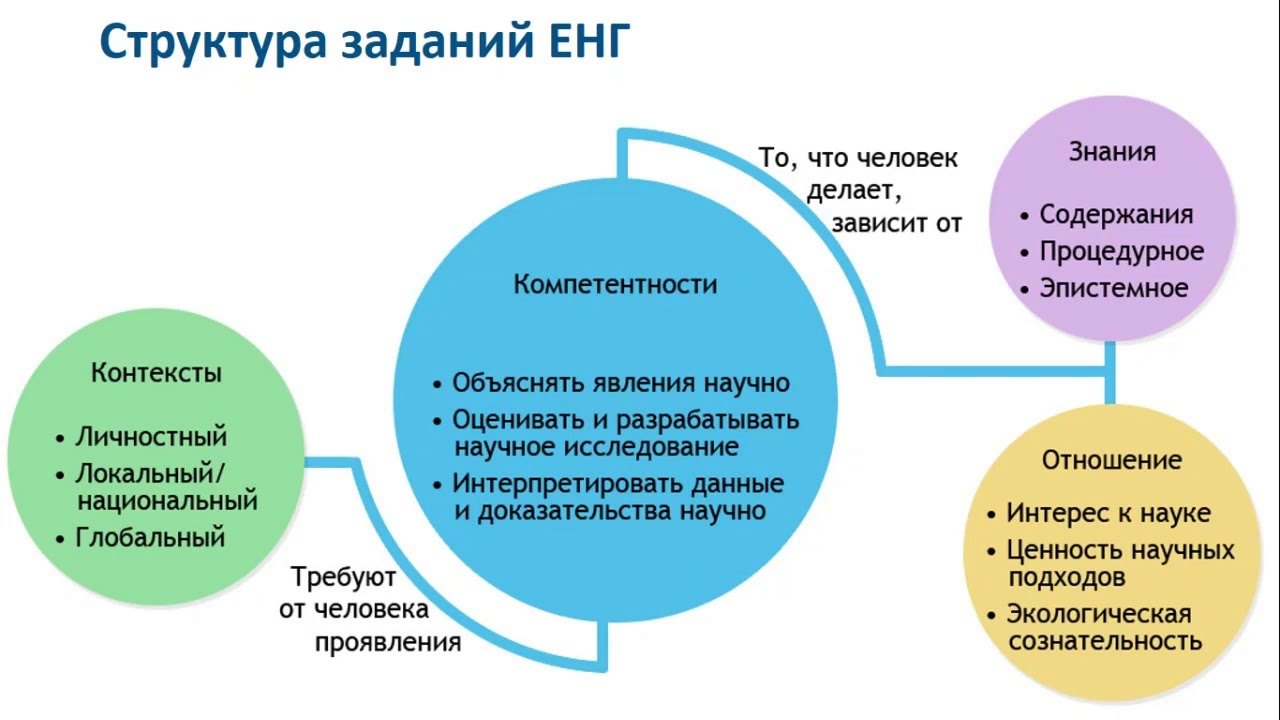 Структура заданий ЕНГ
Контексты
• Личностный
• Локальный/
национальный
• Глобальный
Требуют
от человека
проявления
Компетентности
• Объяснять явления научно
• Оценивать и разрабатывать
научное исследование
• Интерпретировать данные
и доказательства научно
То, что человек
делает,
зависит от
Знания
• Содержания
• Процедурное
• Эпистемное
Отношение
• Интерес к науке
• Ценность научных
подходов
• Экологическая
сознательность